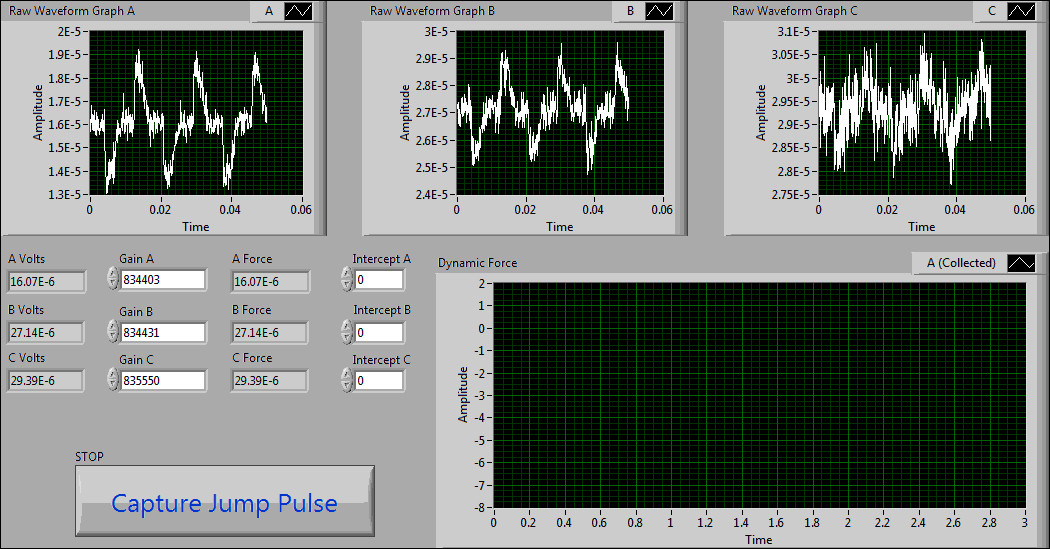 Raw Waveform Graph A
A
Raw Waveform Graph B
B
Raw Waveform Graph C
C
2E-5
1.9E-5
1.8E-5
1.7E-5
1.6E-5
1.5E-5
1.4E-5
1.3E-5
Amplitude
0 0.02 0.04 0.06
Time
3E-5
2.9E-5
2.8E-5
2.7E-5
2.6E-5
2.5E-5
2.4E-5
Amplitude
0 0.02 0.04 0.06
Time
3.1E-5
3.05E-5
3E-5
2.95E-5
2.9E-5
2.85E-5
2.75E-5
Amplitude
0 0.02 0.04 0.06
Time
A Volts Gain A A Force Intercept A
16.07E-6 834403 16.07E-6 0
B Volts Gain B B Force Intercept B
27.14E-6 834431 27.14E-6 0
C Volts Gain C C Force Intercept C
29.39E-6 835550 29.39E-6 0
STOP
Capture Jump Pulse
Dynamic Force
A (Collected)
2
1
0
-1
-2
-3
-4
-5
-6
-7
-8
Amplitude
0 0.2 0.4 0.6 0.8 1 1.2 1.4 1.6 1.8 2 2.2 2.4 2.6 2.8 3
Time